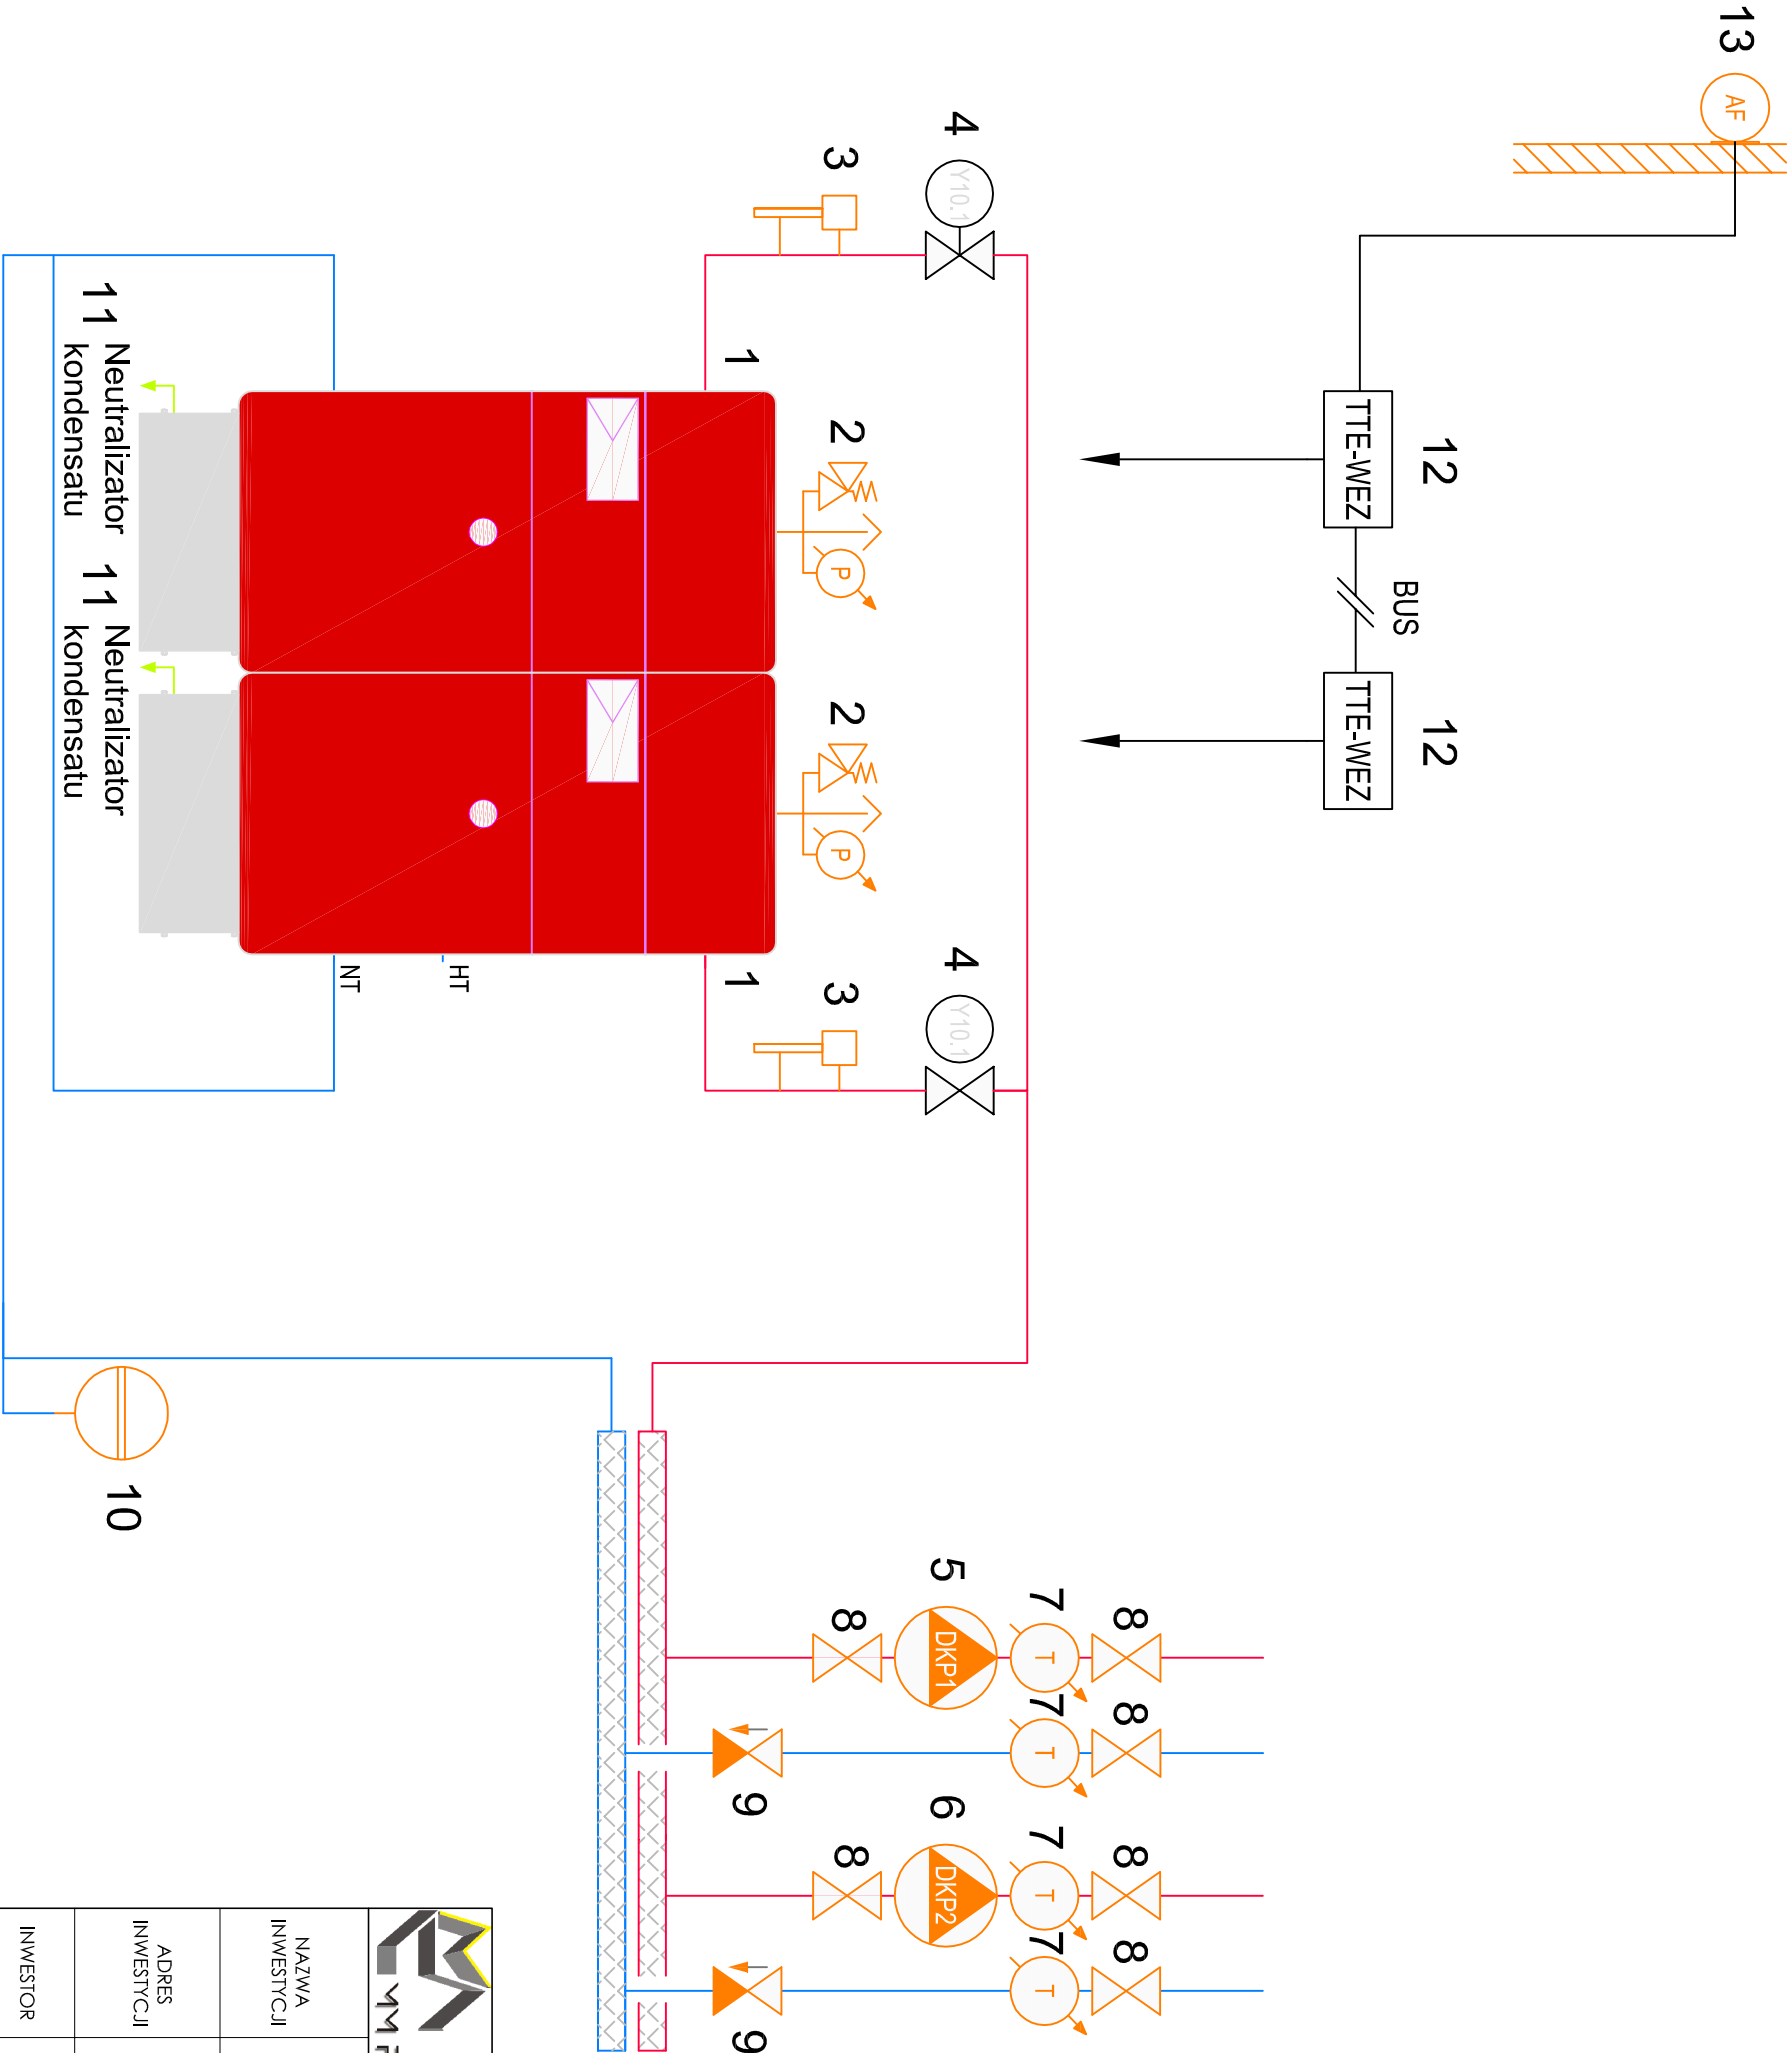 13
AF
12
TTE-WEZ
BUS
12
TTE-WEZ
4
Y10.1
3
4
Y10.1
3
1
1
2
P
2
P
HT
NT
11 Neutralizator
kondensatu
11 Neutralizator
kondensatu
10
8
8
8
8
7
7
7
7
T
T
T
T
5
DKP1
6
DKP2
8
8
9
9
NAZWA
INWESTYCJI
ADRES
INWESTYCJI
INWESTOR